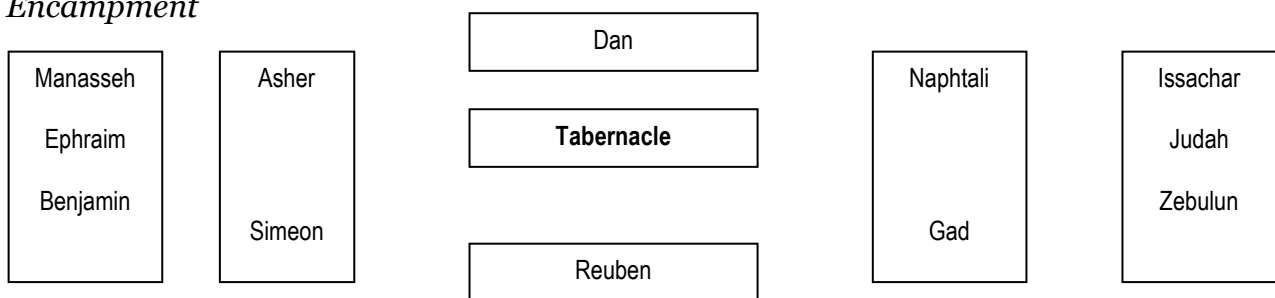 Encampment
Dan
Manasseh
Ephraim
Benjamin
Asher
Simeon
Tabernacle
Reuben
Naphtali
Gad
Issachar
Judah
Zebulun